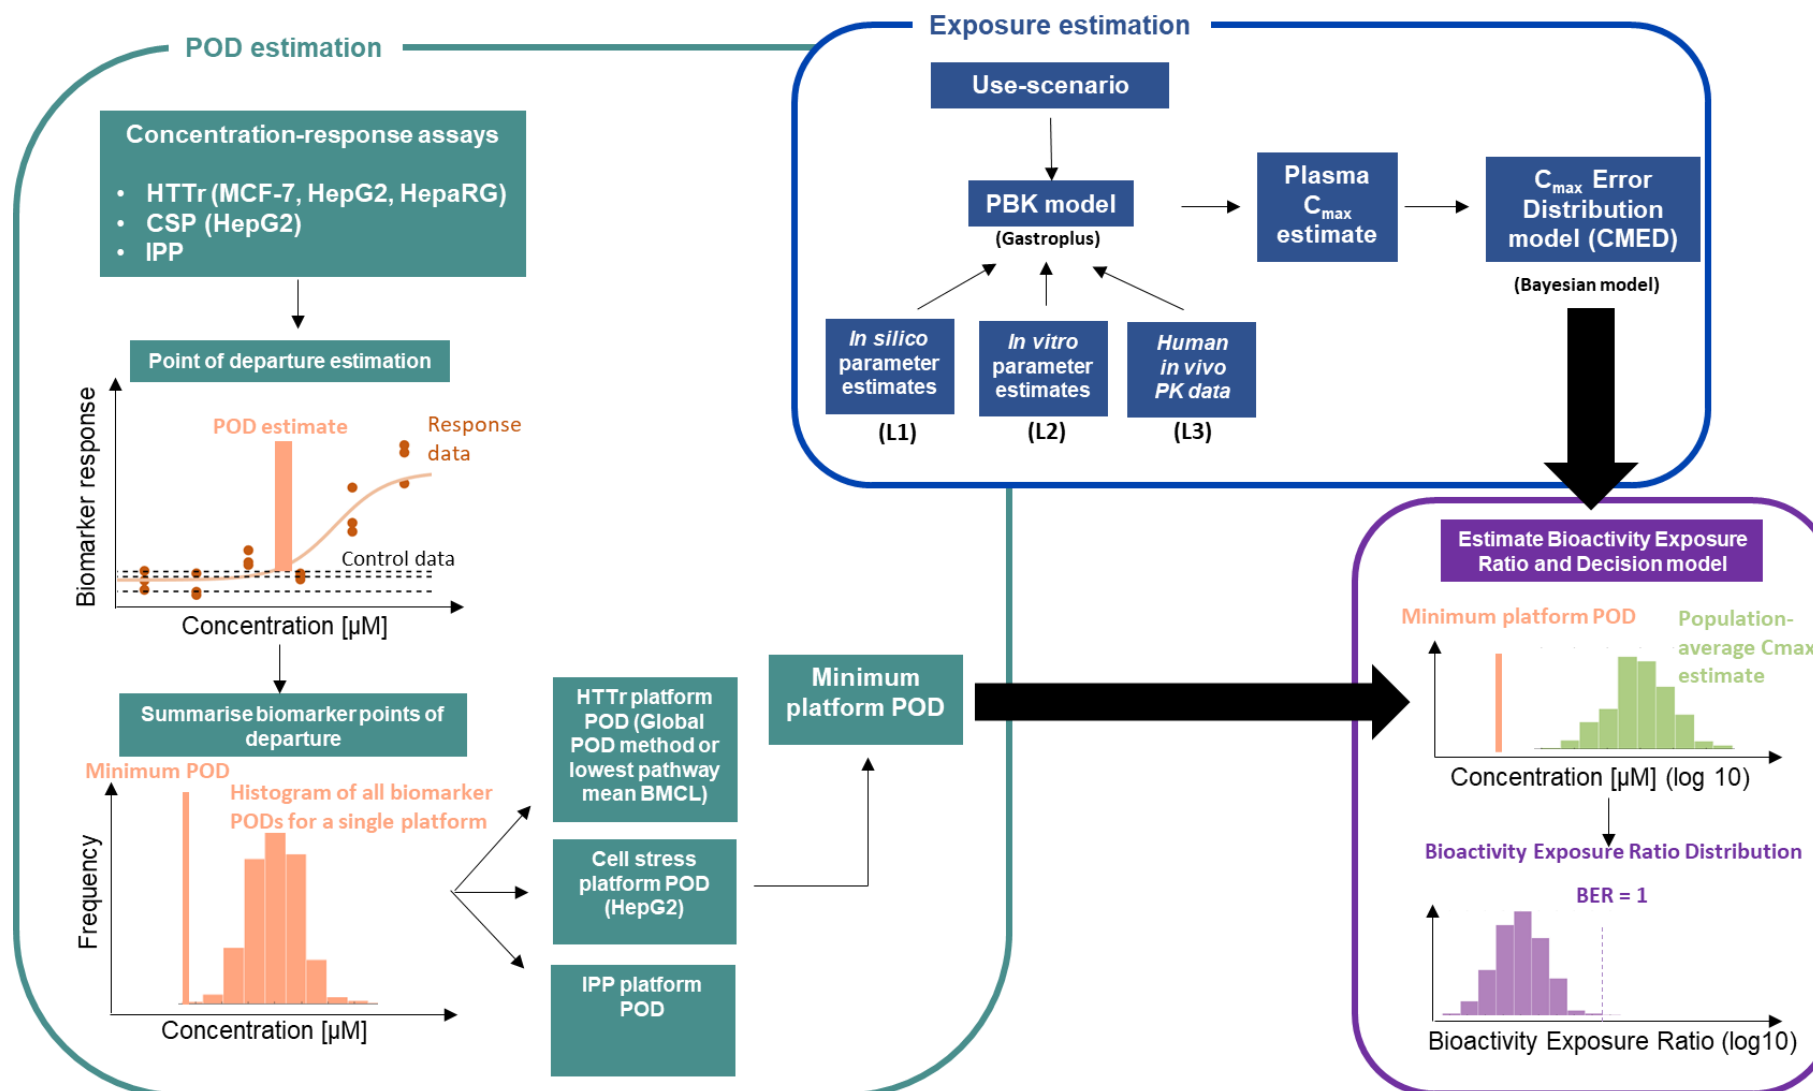 POD estimation
Concentration-response assays
• HTTr (MCF-7, HepG2, HepaRG)
• CSP (HepG2)
• IPP
Point of departure estimation
POD estimate
Response
data
Control data
Biomarker response
Concentration [µM]
Summarise biomarker points of
departure
Minimum POD
Histogram of all biomarker
PODs for a single platform
Frequency
Concentration [µM]
HTTr platform
POD (Global
POD method or
lowest pathway
mean BMCL)
Cell stress
platform POD
(HepG2)
IPP platform
POD
Minimum
platform POD
Exposure estimation
Use-scenario
PBK model
(Gastroplus)
In silico
parameter
estimates
(L1)
In vitro
parameter
estimates
(L2)
Human
in vivo
PK data
(L3)
Plasma
Cmax
estimate
Cmax Error
Distribution
model (CMED)
(Bayesian model)
Estimate Bioactivity Exposure
Ratio and Decision model
Minimum platform POD
Population-
average Cmax
estimate
Concentration [µM] (log 10)
Bioactivity Exposure Ratio Distribution
BER = 1
Bioactivity Exposure Ratio (log10)